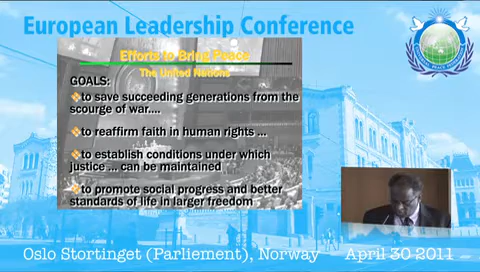 European Leadership Conference
Efforts to Bring Peace
The United Nations
GOALS:
to save succeeding generations from the
scourge of war....
to reaffirm faith in human rights ...
to establish conditions under which
justice ... can be maintained
to promote social progress and better
standards of life in larger freedom
Oslo Stortinget (Parliement), Norway
April 30 2011